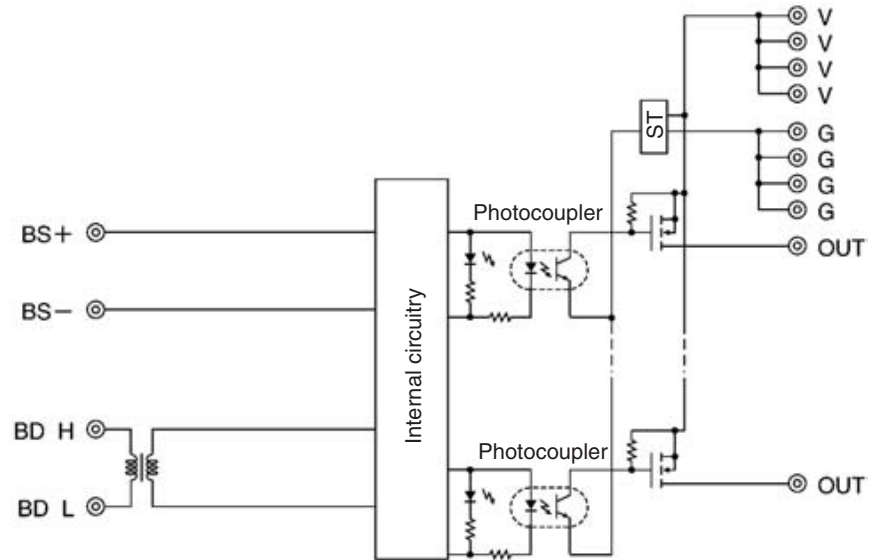 V
V
V
V
ST
G
G
G
G
Photocoupler
BS+
OUT
BS−
Internal circuitry
BD H
Photocoupler
BD L
OUT